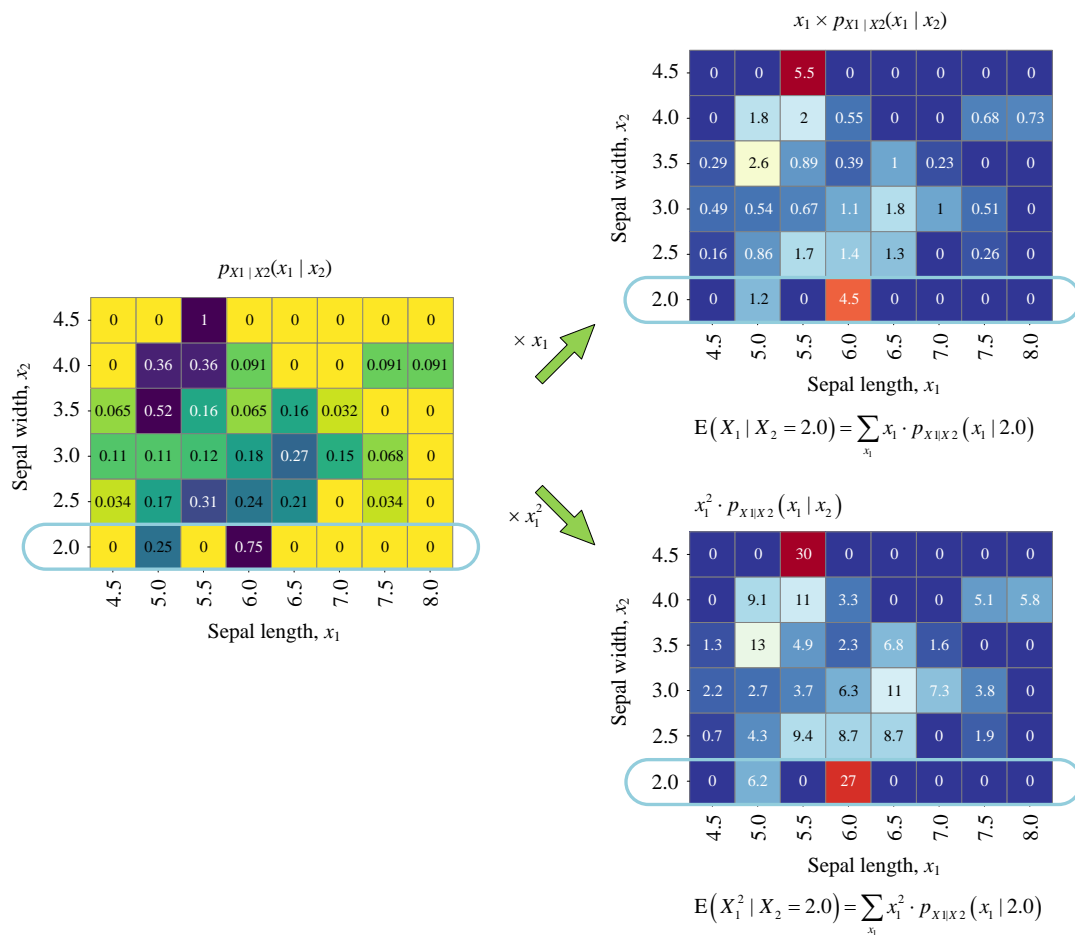 p_{X1 | X2}(x_1 | x_2)
Sepal width, x_2
4.5 0 0 1 0 0 0 0 0
4.0 0 0.36 0.36 0.091 0 0 0.091 0.091
3.5 0.065 0.52 0.16 0.065 0.16 0.032 0 0
3.0 0.11 0.11 0.12 0.18 0.27 0.15 0.068 0
2.5 0.034 0.17 0.31 0.24 0.21 0 0.034 0
2.0 0 0.25 0 0.75 0 0 0 0
4.5 5.0 5.5 6.0 6.5 7.0 7.5 8.0
Sepal length, x_1
× x_1
× x_1^2
x_1 × p_{X1 | X2}(x_1 | x_2)
Sepal width, x_2
4.5 0 0 5.5 0 0 0 0 0
4.0 0 1.8 2 0.55 0 0 0.68 0.73
3.5 0.29 2.6 0.89 0.39 1 0.23 0 0
3.0 0.49 0.54 0.67 1.1 1.8 1 0.51 0
2.5 0.16 0.86 1.7 1.4 1.3 0 0.26 0
2.0 0 1.2 0 4.5 0 0 0 0
4.5 5.0 5.5 6.0 6.5 7.0 7.5 8.0
Sepal length, x_1
E(X_1 | X_2 = 2.0) = ∑_{x_1} x_1 · p_{X1|X2}(x_1 | 2.0)
x_1^2 · p_{X1|X2}(x_1 | x_2)
Sepal width, x_2
4.5 0 0 30 0 0 0 0 0
4.0 0 9.1 11 3.3 0 0 5.1 5.8
3.5 1.3 13 4.9 2.3 6.8 1.6 0 0
3.0 2.2 2.7 3.7 6.3 11 7.3 3.8 0
2.5 0.7 4.3 9.4 8.7 8.7 0 1.9 0
2.0 0 6.2 0 27 0 0 0 0
4.5 5.0 5.5 6.0 6.5 7.0 7.5 8.0
Sepal length, x_1
E(X_1^2 | X_2 = 2.0) = ∑_{x_1} x_1^2 · p_{X1|X2}(x_1 | 2.0)